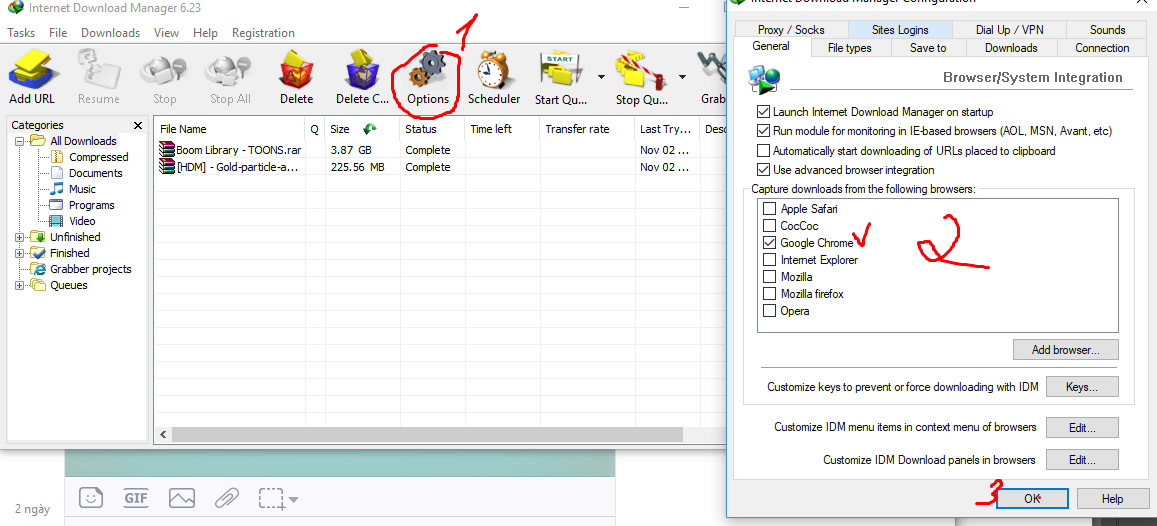 Internet Download Manager 6.23
Tasks File Downloads View Help Registration
1
Add URL Resume Stop Stop All Delete Delete C... Options Scheduler Start Qu... Stop Qu... Grab
START
Categories
All Downloads
Compressed
Documents
Music
Programs
Video
Unfinished
Finished
Grabber projects
Queues
File Name Q Size Status Time left Transfer rate Last Try... Desc
Boom Library - TOONS.rar 3.87 GB Complete Nov 02 ...
[HDM] - Gold-particle-a... 225.56 MB Complete Nov 02 ...
GIF
2 ngày
Internet Download Manager Configuration
Proxy / Socks Sites Logins Dial Up / VPN Sounds
General File types Save to Downloads Connection
Browser/System Integration
Launch Internet Download Manager on startup
Run module for monitoring in IE-based browsers (AOL, MSN, Avant, etc)
Automatically start downloading of URLs placed to clipboard
Use advanced browser integration
Capture downloads from the following browsers:
Apple Safari
CocCoc
Google Chrome
Internet Explorer
Mozilla
Mozilla firefox
Opera
2
Add browser...
Customize keys to prevent or force downloading with IDM Keys...
Customize IDM menu items in context menu of browsers Edit...
Customize IDM Download panels in browsers Edit...
3 OK Help